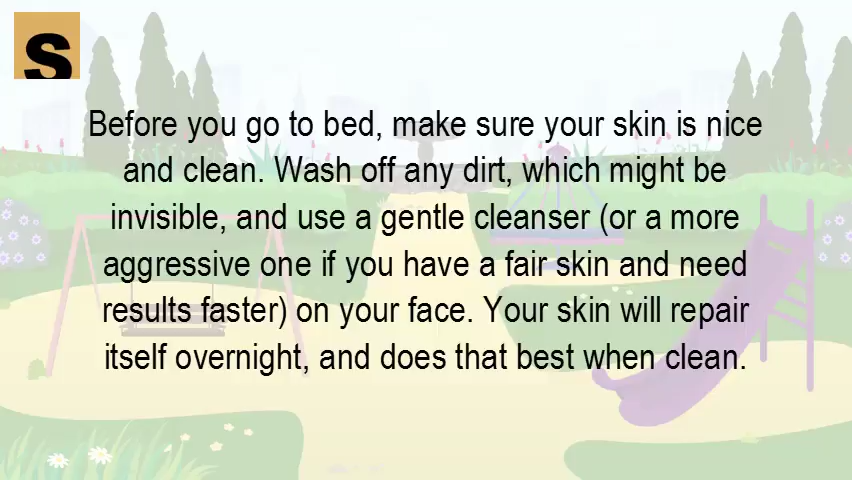 S
Before you go to bed, make sure your skin is nice
and clean. Wash off any dirt, which might be
invisible, and use a gentle cleanser (or a more
aggressive one if you have a fair skin and need
results faster) on your face. Your skin will repair
itself overnight, and does that best when clean.